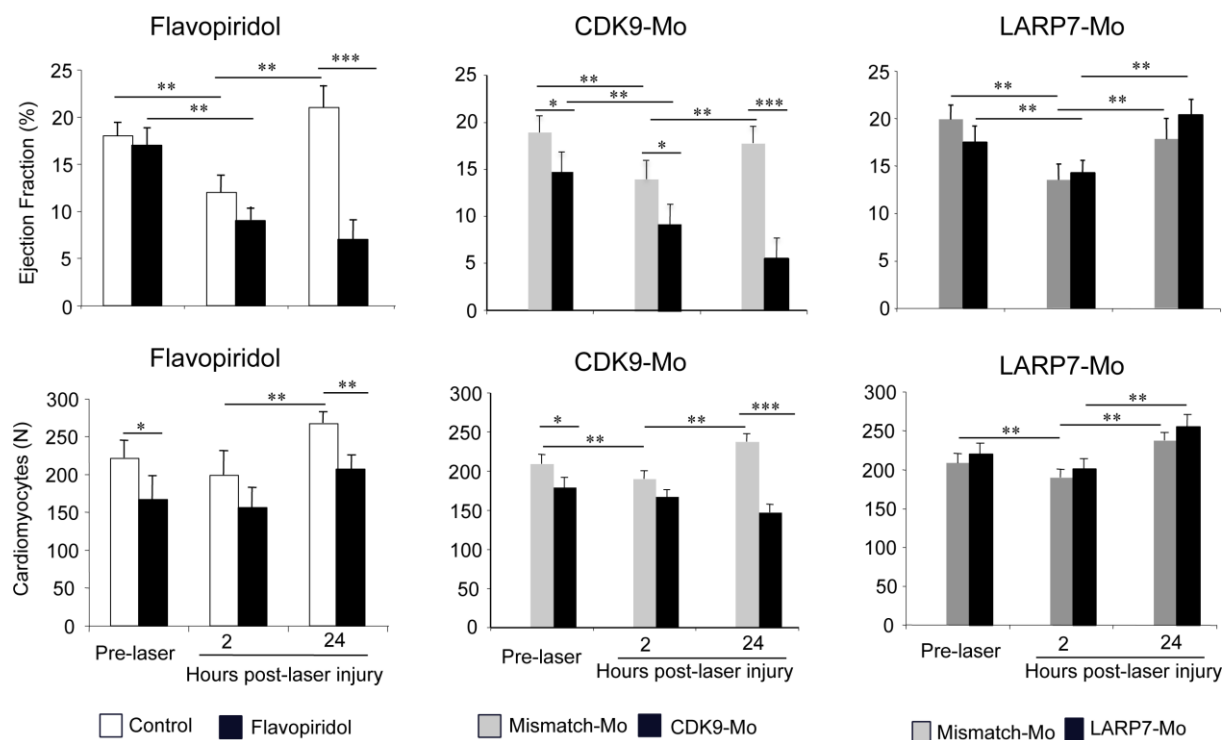 Flavopiridol
CDK9-Mo
LARP7-Mo
Ejection Fraction (%)
25
20
15
10
5
0
** ** ** ***
25
20
15
10
5
0
** * ** ** * ***
25
20
15
10
5
0
** ** ** **
Flavopiridol
CDK9-Mo
LARP7-Mo
Cardiomyocytes (N)
300
250
200
150
100
50
0
* ** **
300
250
200
150
100
50
0
* ** ** ***
300
250
200
150
100
50
0
** ** **
Pre-laser 2 24
Hours post-laser injury
Pre-laser 2 24
Hours post-laser injury
Pre-laser 2 24
Hours post-laser injury
Control Flavopiridol
Mismatch-Mo CDK9-Mo
Mismatch-Mo LARP7-Mo